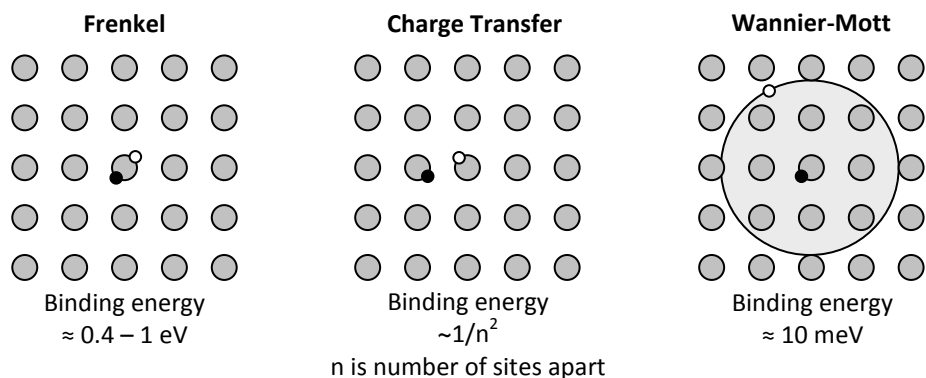 Frenkel
Charge Transfer
Wannier-Mott
Binding energy
≈ 0.4 – 1 eV
Binding energy
~1/n²
n is number of sites apart
Binding energy
≈ 10 meV